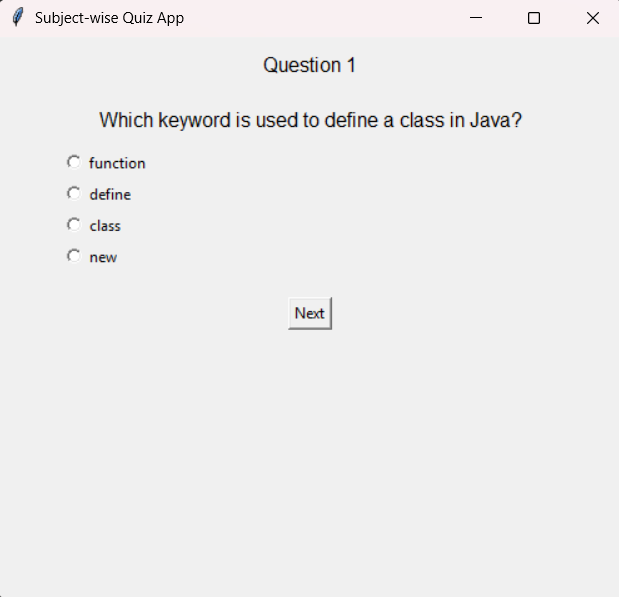 Subject-wise Quiz App
Question 1
Which keyword is used to define a class in Java?
function
define
class
new
Next